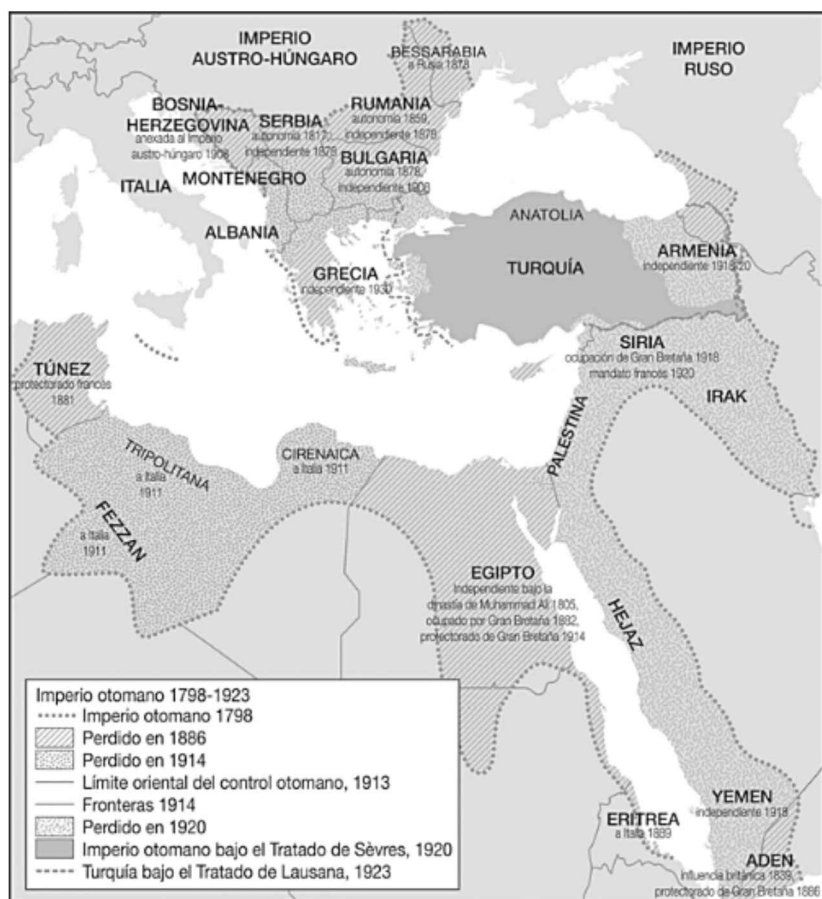 IMPERIO
AUSTRO-HÚNGARO
BESSARABIA
a Rusia 1878
IMPERIO
RUSO
BOSNIA-
HERZEGOVINA
anexada al Imperio
austro-húngaro 1908
SERBIA
autonomía 1817,
independiente 1878
RUMANIA
autonomía 1859,
independiente 1878
BULGARIA
autonomía 1878,
independiente 1908
ITALIA
MONTENEGRO
ALBANIA
GRECIA
independiente 1930
ANATOLIA
TURQUÍA
ARMENIA
independiente 1918-20
TÚNEZ
protectorado francés
1881
SIRIA
ocupación de Gran Bretaña 1918
mandato francés 1920
IRAK
PALESTINA
TRIPOLITANA
a Italia
1911
CIRENAICA
a Italia 1911
FEZZAN
a Italia
1911
EGIPTO
Independiente bajo la
dinastía de Muhammad Alí 1805,
ocupado por Gran Bretaña 1882,
protectorado de Gran Bretaña 1914
HEJAZ
YEMEN
independiente 1918
ERITREA
a Italia 1889
ADEN
influencia británica 1839,
protectorado de Gran Bretaña 1866
Imperio otomano 1798-1923
Imperio otomano 1798
Perdido en 1886
Perdido en 1914
Límite oriental del control otomano, 1913
Fronteras 1914
Perdido en 1920
Imperio otomano bajo el Tratado de Sèvres, 1920
Turquía bajo el Tratado de Lausana, 1923